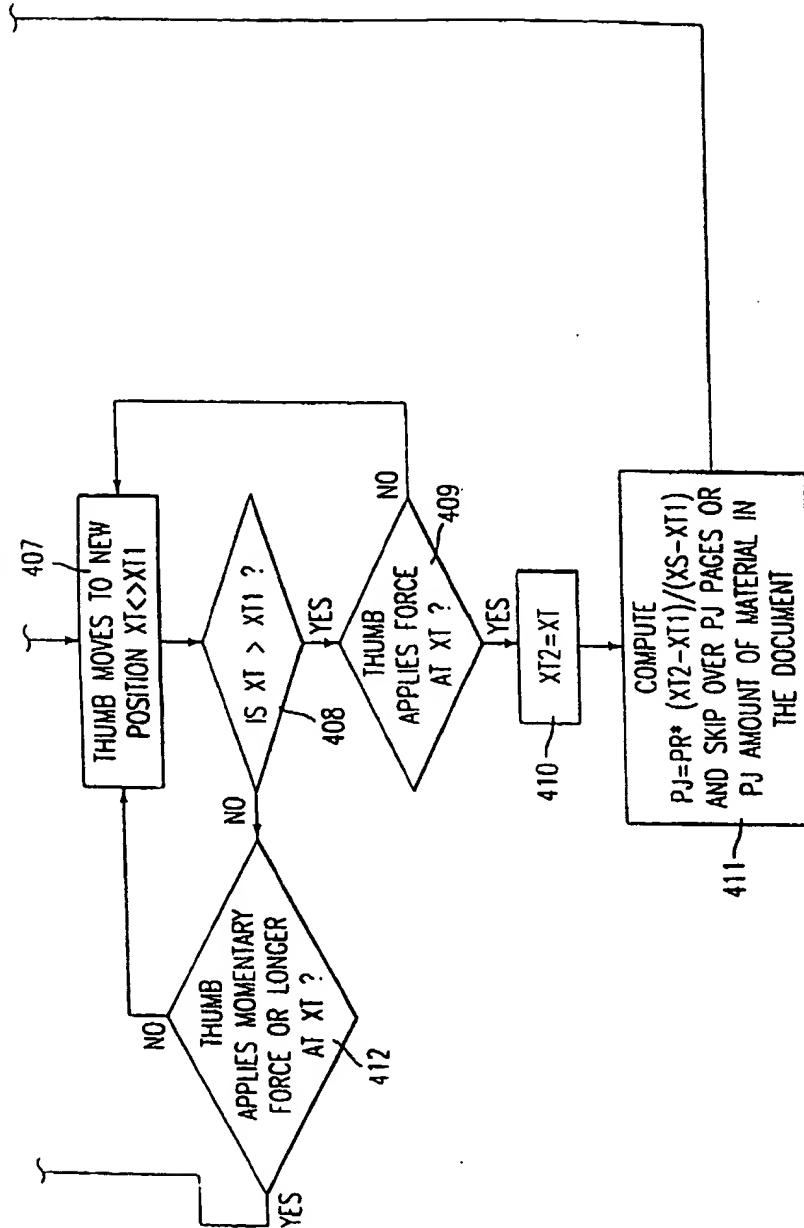 407
THUMB MOVES TO NEW
POSITION XT<>XT1
IS XT > XT1 ?
408
NO
YES
THUMB
APPLIES FORCE
AT XT ?
409
NO
YES
THUMB
APPLIES MOMENTARY
FORCE OR LONGER
AT XT ?
412
NO
YES
XT2=XT
410
COMPUTE
PJ=PR* (XT2-XT1)/(XS-XT1)
AND SKIP OVER PJ PAGES OR
PJ AMOUNT OF MATERIAL IN
THE DOCUMENT
411